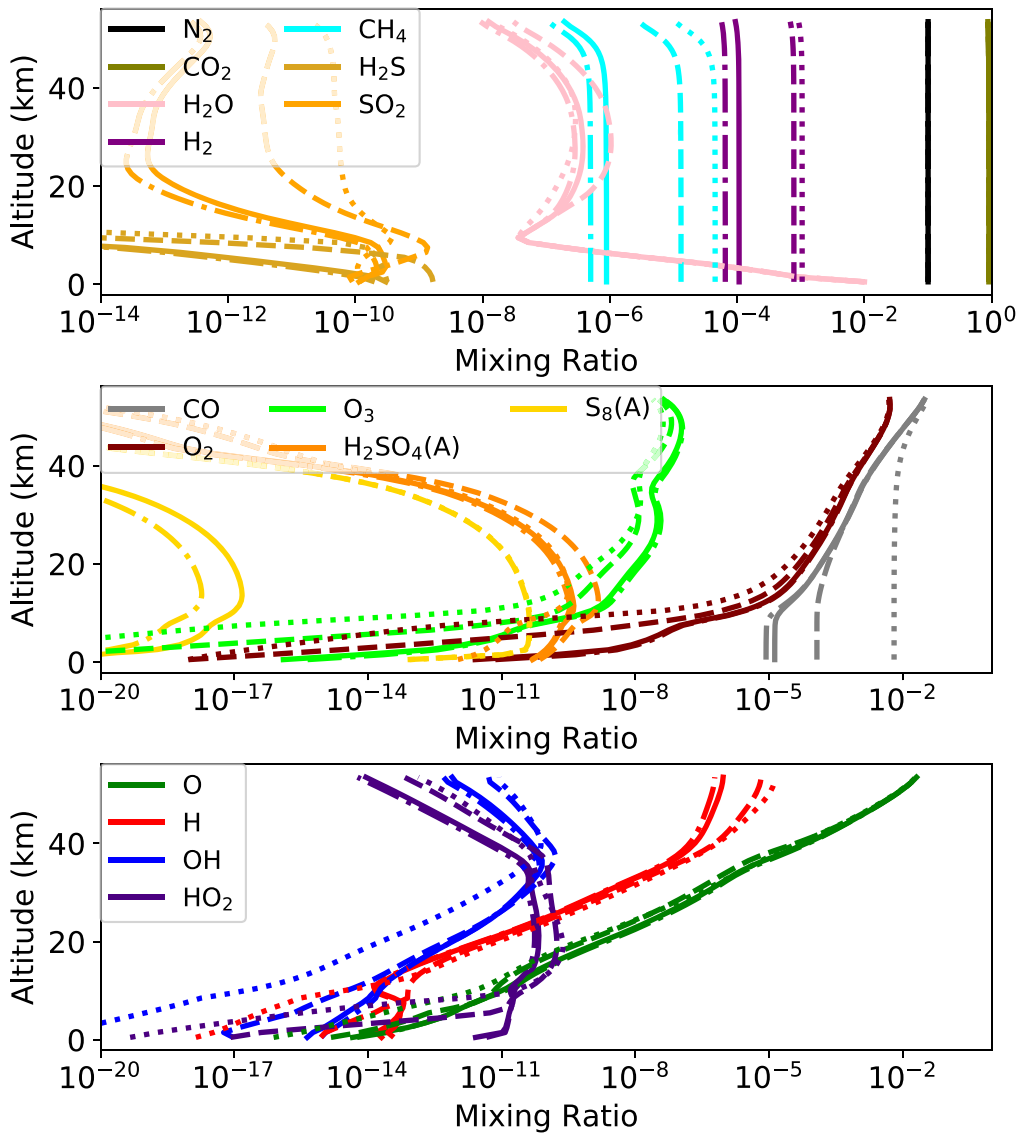 N₂ CH₄
CO₂ H₂S
H₂O SO₂
H₂
Altitude (km)
40
20
0
10⁻¹⁴ 10⁻¹² 10⁻¹⁰ 10⁻⁸ 10⁻⁶ 10⁻⁴ 10⁻² 10⁰
Mixing Ratio
CO O₃ S₈(A)
O₂ H₂SO₄(A)
Altitude (km)
40
20
0
10⁻²⁰ 10⁻¹⁷ 10⁻¹⁴ 10⁻¹¹ 10⁻⁸ 10⁻⁵ 10⁻²
Mixing Ratio
O
H
OH
HO₂
Altitude (km)
40
20
0
10⁻²⁰ 10⁻¹⁷ 10⁻¹⁴ 10⁻¹¹ 10⁻⁸ 10⁻⁵ 10⁻²
Mixing Ratio